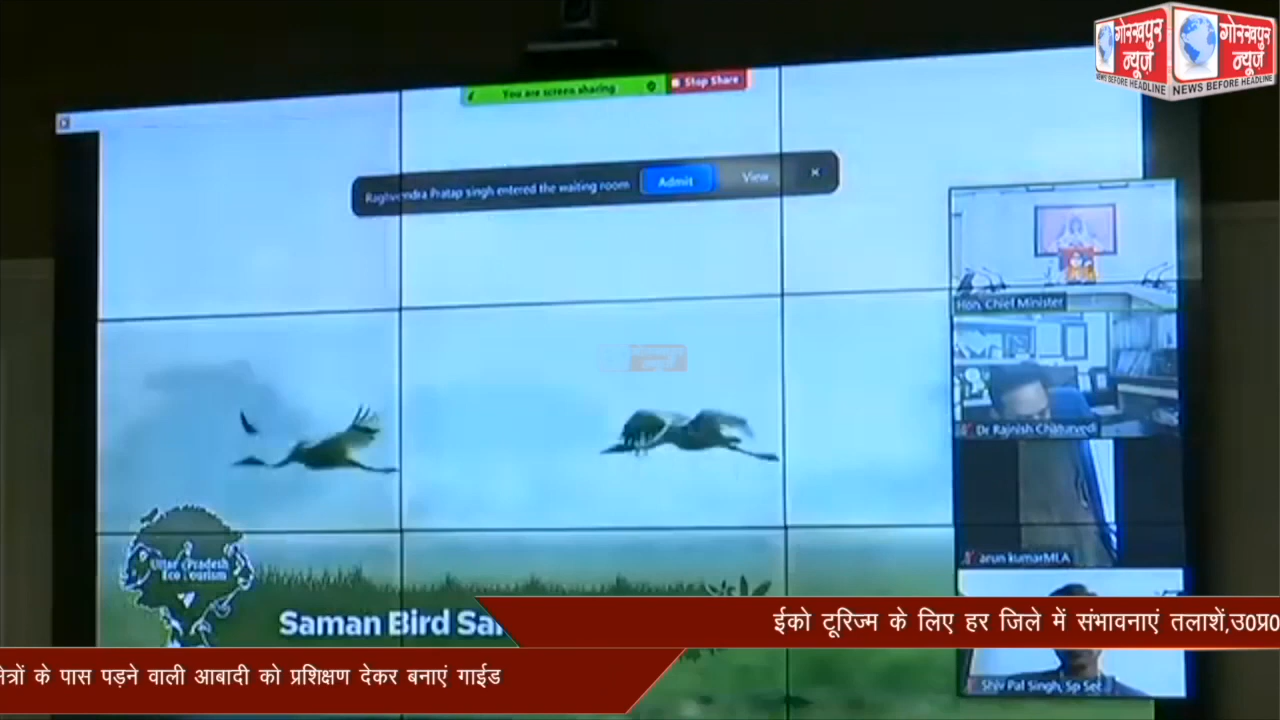 गोरखपुर
न्यूज़
NEWS BEFORE HEADLINE
गोरखपुर
न्यूज़
NEWS BEFORE HEADLINE
You are screen sharing
Stop Share
Raghvendra Pratap singh entered the waiting room
Admit
View
Hon. Chief Minister
Dr Rajnish Chaturvedi
arun kumarMLA
Uttar Pradesh
Eco Tourism
Saman Bird
ईको टूरिज्म के लिए हर जिले में संभावनाएं तलाशें,उ0प्र0
के पास पड़ने वाली आबादी को प्रशिक्षण देकर बनाएं गाईड
Shiv Pal Singh, Sp Sec